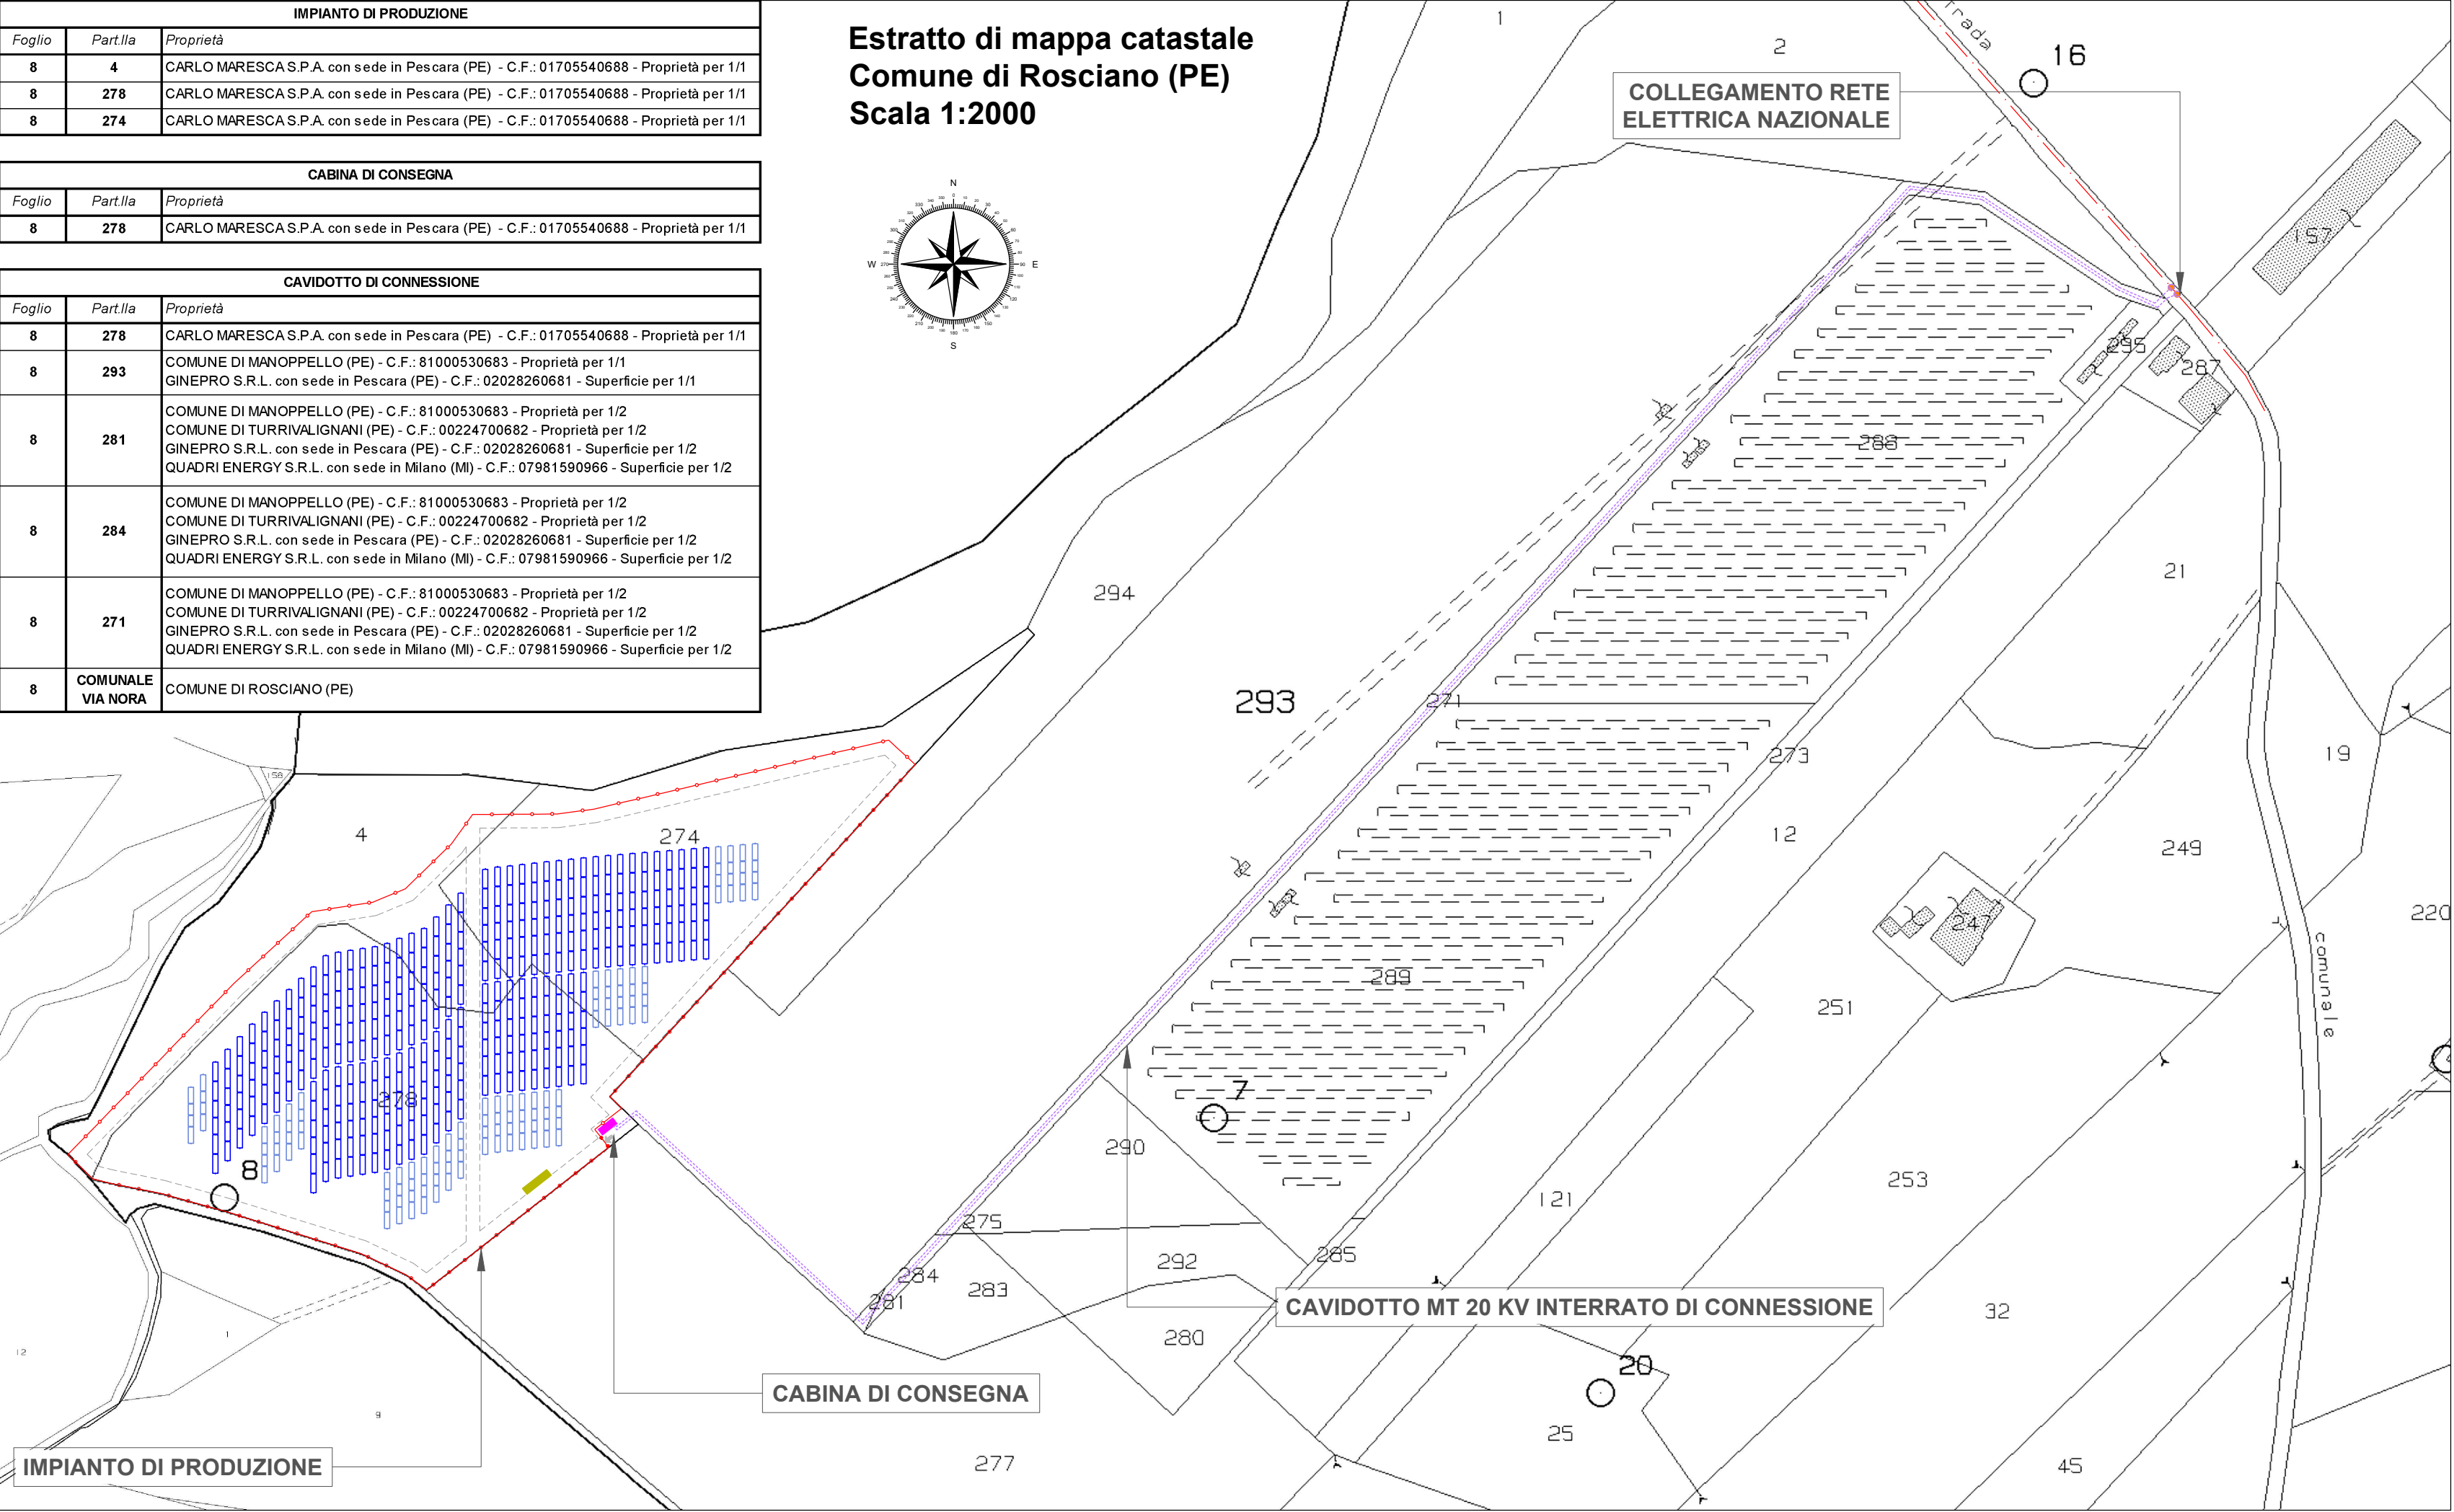 IMPIANTO DI PRODUZIONE
Foglio Part.lla Proprietà
8 4 CARLO MARESCA S.P.A. con sede in Pescara (PE) - C.F.: 01705540688 - Proprietà per 1/1
8 278 CARLO MARESCA S.P.A. con sede in Pescara (PE) - C.F.: 01705540688 - Proprietà per 1/1
8 274 CARLO MARESCA S.P.A. con sede in Pescara (PE) - C.F.: 01705540688 - Proprietà per 1/1
CABINA DI CONSEGNA
Foglio Part.lla Proprietà
8 278 CARLO MARESCA S.P.A. con sede in Pescara (PE) - C.F.: 01705540688 - Proprietà per 1/1
CAVIDOTTO DI CONNESSIONE
Foglio Part.lla Proprietà
8 278 CARLO MARESCA S.P.A. con sede in Pescara (PE) - C.F.: 01705540688 - Proprietà per 1/1
8 293 COMUNE DI MANOPPELLO (PE) - C.F.: 81000530683 - Proprietà per 1/1
GINEPRO S.R.L. con sede in Pescara (PE) - C.F.: 02028260681 - Superficie per 1/1
8 281 COMUNE DI MANOPPELLO (PE) - C.F.: 81000530683 - Proprietà per 1/2
COMUNE DI TURRIVALIGNANI (PE) - C.F.: 00224700682 - Proprietà per 1/2
GINEPRO S.R.L. con sede in Pescara (PE) - C.F.: 02028260681 - Superficie per 1/2
QUADRI ENERGY S.R.L. con sede in Milano (MI) - C.F.: 07981590966 - Superficie per 1/2
8 284 COMUNE DI MANOPPELLO (PE) - C.F.: 81000530683 - Proprietà per 1/2
COMUNE DI TURRIVALIGNANI (PE) - C.F.: 00224700682 - Proprietà per 1/2
GINEPRO S.R.L. con sede in Pescara (PE) - C.F.: 02028260681 - Superficie per 1/2
QUADRI ENERGY S.R.L. con sede in Milano (MI) - C.F.: 07981590966 - Superficie per 1/2
8 271 COMUNE DI MANOPPELLO (PE) - C.F.: 81000530683 - Proprietà per 1/2
COMUNE DI TURRIVALIGNANI (PE) - C.F.: 00224700682 - Proprietà per 1/2
GINEPRO S.R.L. con sede in Pescara (PE) - C.F.: 02028260681 - Superficie per 1/2
QUADRI ENERGY S.R.L. con sede in Milano (MI) - C.F.: 07981590966 - Superficie per 1/2
8 COMUNALE VIA NORA COMUNE DI ROSCIANO (PE)
Estratto di mappa catastale
Comune di Rosciano (PE)
Scala 1:2000
N
W
E
S
COLLEGAMENTO RETE
ELETTRICA NAZIONALE
1
2
trada
16
157
295
287
288
21
294
293
271
273
19
12
249
220
247
289
251
comunale
4
274
158
278
8
7
290
275
292
285
284
283
281
280
121
253
32
CAVIDOTTO MT 20 KV INTERRATO DI CONNESSIONE
20
25
45
277
CABINA DI CONSEGNA
IMPIANTO DI PRODUZIONE
1
12
9